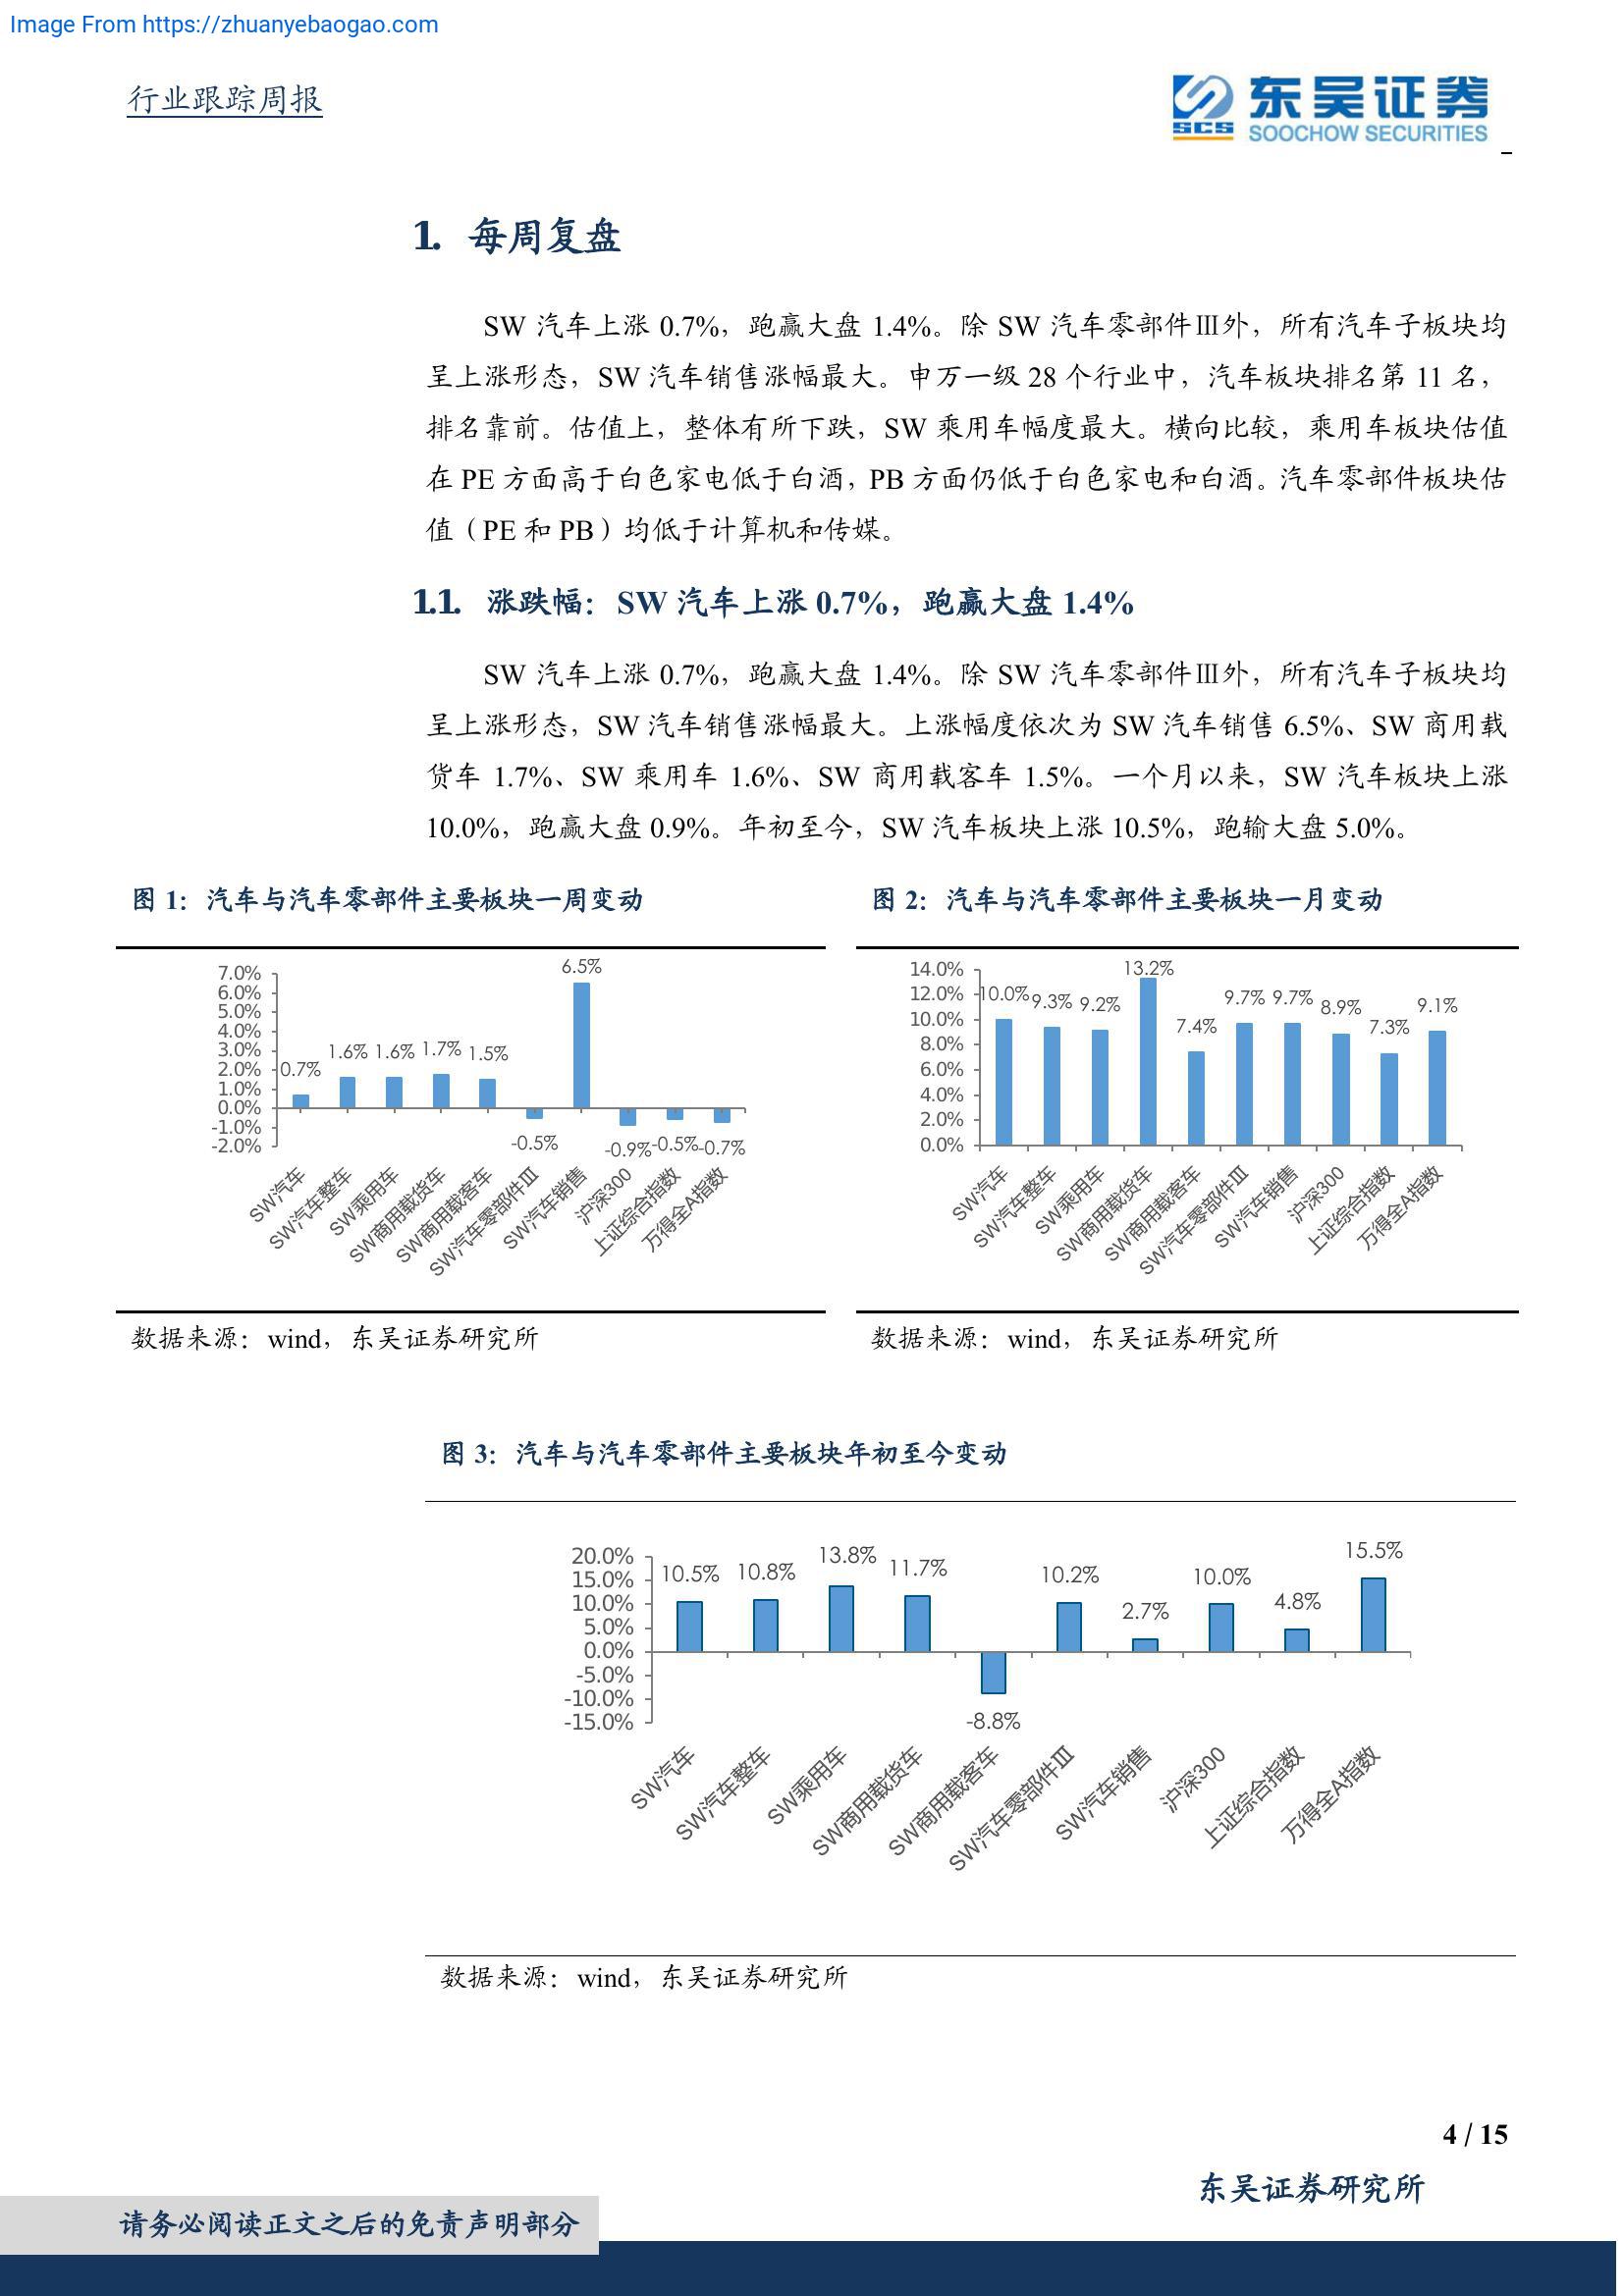 Image From https://zhuanyebaogao.com
行业跟踪周报
SCS 东吴证券
SOOCHOW SECURITIES
1. 每周复盘
SW 汽车上涨 0.7%，跑赢大盘 1.4%。除 SW 汽车零部件Ⅲ外，所有汽车子板块均
呈上涨形态，SW 汽车销售涨幅最大。申万一级 28 个行业中，汽车板块排名第 11 名，
排名靠前。估值上，整体有所下跌，SW 乘用车幅度最大。横向比较，乘用车板块估值
在 PE 方面高于白色家电低于白酒，PB 方面仍低于白色家电和白酒。汽车零部件板块估
值（PE 和 PB）均低于计算机和传媒。
1.1. 涨跌幅：SW 汽车上涨 0.7%，跑赢大盘 1.4%
SW 汽车上涨 0.7%，跑赢大盘 1.4%。除 SW 汽车零部件Ⅲ外，所有汽车子板块均
呈上涨形态，SW 汽车销售涨幅最大。上涨幅度依次为 SW 汽车销售 6.5%、SW 商用载
货车 1.7%、SW 乘用车 1.6%、SW 商用载客车 1.5%。一个月以来，SW 汽车板块上涨
10.0%，跑赢大盘 0.9%。年初至今，SW 汽车板块上涨 10.5%，跑输大盘 5.0%。
图 1：汽车与汽车零部件主要板块一周变动
7.0%
6.0%
5.0%
4.0%
3.0%
2.0%
1.0%
0.0%
-1.0%
-2.0%
0.7% 1.6% 1.6% 1.7% 1.5% -0.5% 6.5% -0.9% -0.5% -0.7%
SW汽车
SW汽车整车
SW乘用车
SW商用载货车
SW商用载客车
SW汽车零部件Ⅲ
SW汽车销售
沪深300
上证综合指数
万得全A指数
数据来源：wind，东吴证券研究所
图 2：汽车与汽车零部件主要板块一月变动
14.0%
12.0%
10.0%
8.0%
6.0%
4.0%
2.0%
0.0%
10.0% 9.3% 9.2% 13.2% 7.4% 9.7% 9.7% 8.9% 7.3% 9.1%
SW汽车
SW汽车整车
SW乘用车
SW商用载货车
SW商用载客车
SW汽车零部件Ⅲ
SW汽车销售
沪深300
上证综合指数
万得全A指数
数据来源：wind，东吴证券研究所
图 3：汽车与汽车零部件主要板块年初至今变动
20.0%
15.0%
10.0%
5.0%
0.0%
-5.0%
-10.0%
-15.0%
10.5% 10.8% 13.8% 11.7% -8.8% 10.2% 2.7% 10.0% 4.8% 15.5%
SW汽车
SW汽车整车
SW乘用车
SW商用载货车
SW商用载客车
SW汽车零部件Ⅲ
SW汽车销售
沪深300
上证综合指数
万得全A指数
数据来源：wind，东吴证券研究所
4 / 15
东吴证券研究所
请务必阅读正文之后的免责声明部分